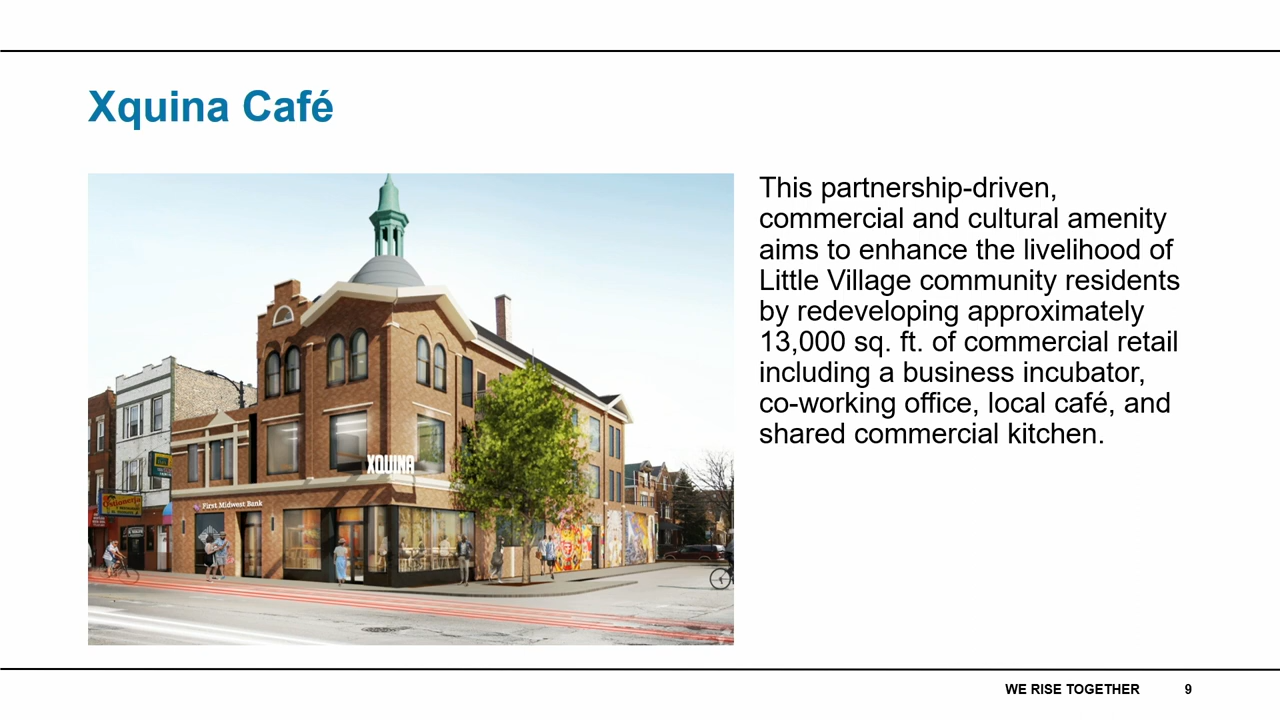 Xquina Café
This partnership-driven,
commercial and cultural amenity
aims to enhance the livelihood of
Little Village community residents
by redeveloping approximately
13,000 sq. ft. of commercial retail
including a business incubator,
co-working office, local café, and
shared commercial kitchen.
XQUINA
First Midwest Bank
WE RISE TOGETHER 9